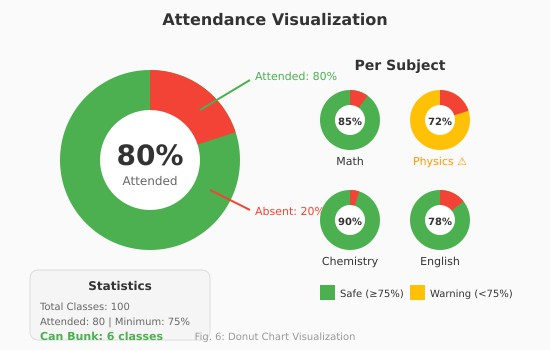 Attendance Visualization
Attended: 80%
Absent: 20%
80%
Attended
Per Subject
85%
Math
72%
Physics ⚠
90%
Chemistry
78%
English
Safe (≥75%)
Warning (<75%)
Statistics
Total Classes: 100
Attended: 80 | Minimum: 75%
Can Bunk: 6 classes
Fig. 6: Donut Chart Visualization